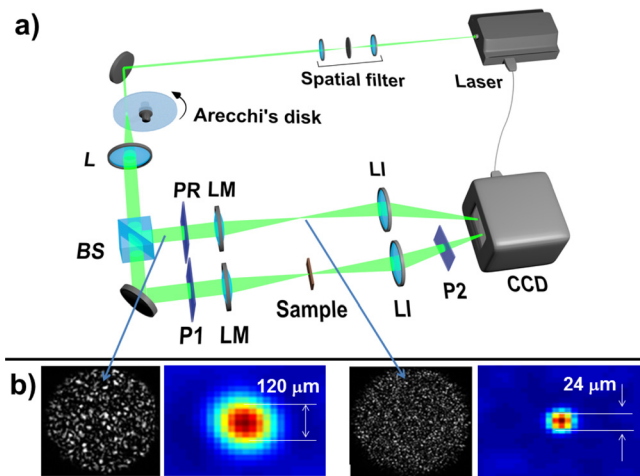 a)
Spatial filter
Laser
Arecchi's disk
L
PR
LM
LI
BS
P1
LM
Sample
LI
P2
CCD
b)
120 μm
24 μm